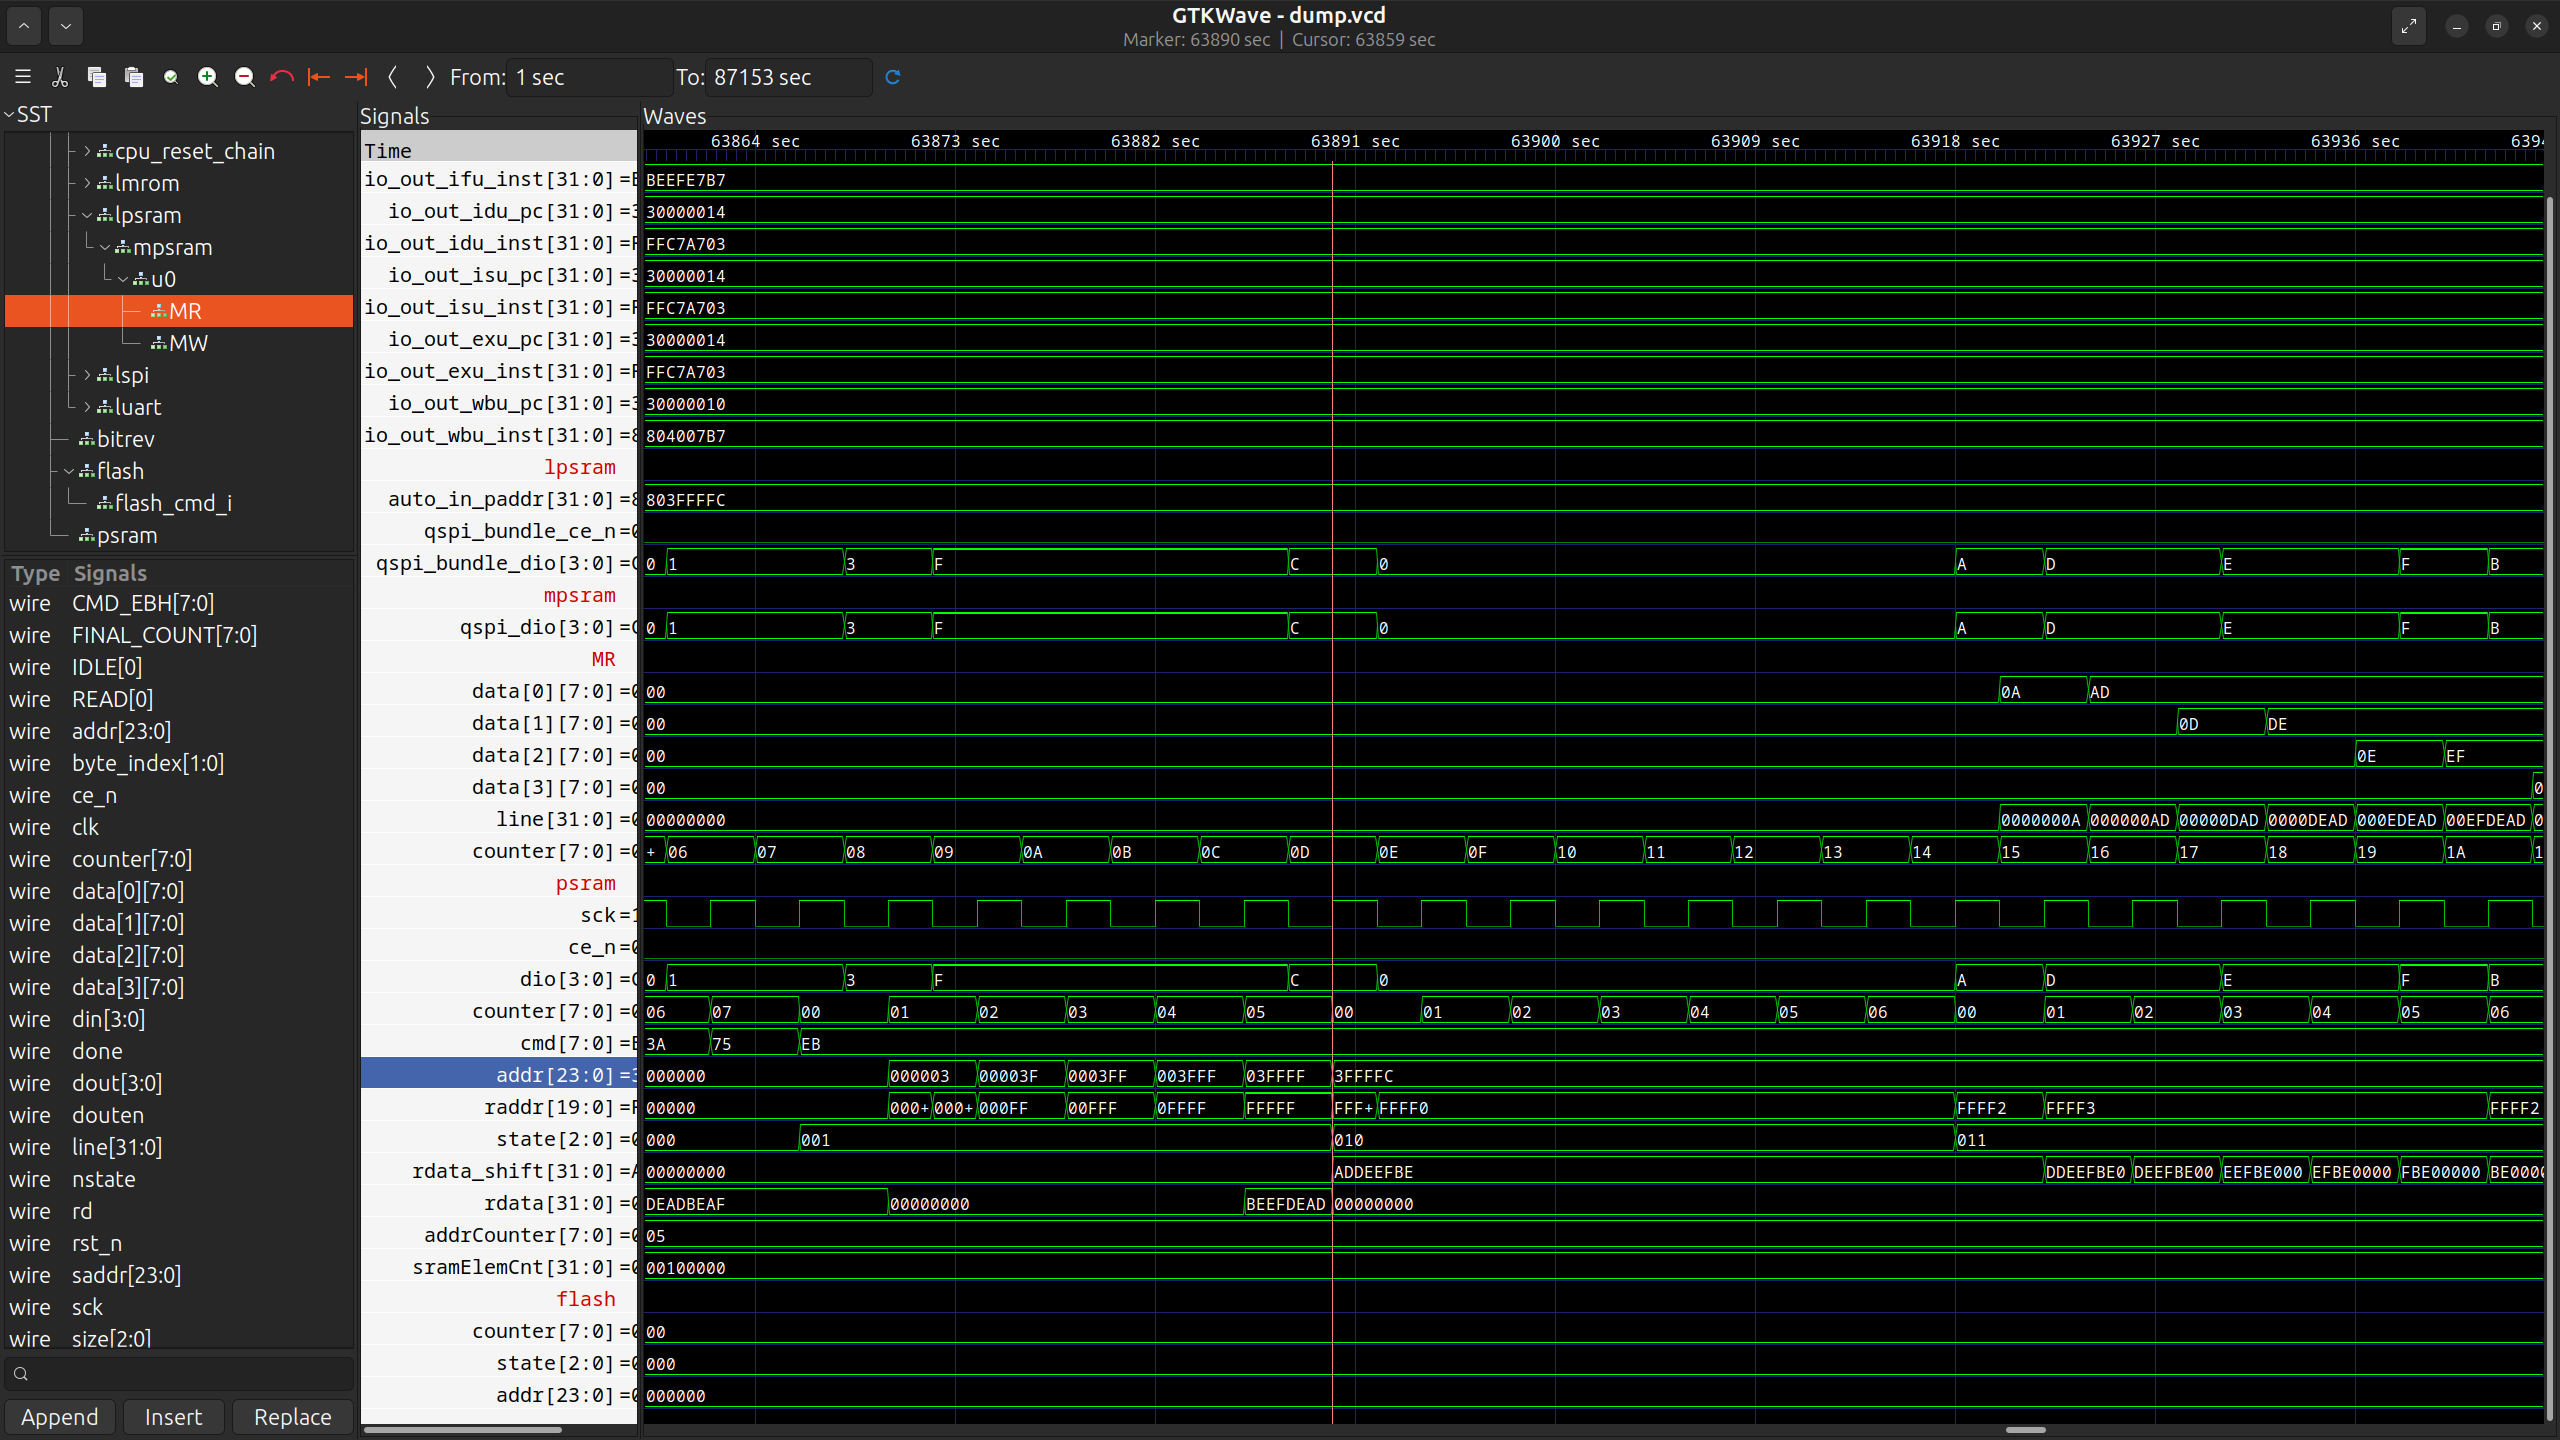 GTKWave - dump.vcd
Marker: 63890 sec | Cursor: 63859 sec
From: 1 sec To: 87153 sec
SST
cpu_reset_chain
lmrom
lpsram
mpsram
u0
MR
MW
lspi
luart
bitrev
flash
flash_cmd_i
psram
Type Signals
wire CMD_EBH[7:0]
wire FINAL_COUNT[7:0]
wire IDLE[0]
wire READ[0]
wire addr[23:0]
wire byte_index[1:0]
wire ce_n
wire clk
wire counter[7:0]
wire data[0][7:0]
wire data[1][7:0]
wire data[2][7:0]
wire data[3][7:0]
wire din[3:0]
wire done
wire dout[3:0]
wire douten
wire line[31:0]
wire nstate
wire rd
wire rst_n
wire saddr[23:0]
wire sck
wire size[2:0]
Append Insert Replace
Signals
Time
io_out_ifu_inst[31:0]=
io_out_idu_pc[31:0]=3
io_out_idu_inst[31:0]=F
io_out_isu_pc[31:0]=3
io_out_isu_inst[31:0]=F
io_out_exu_pc[31:0]=3
io_out_exu_inst[31:0]=F
io_out_wbu_pc[31:0]=3
io_out_wbu_inst[31:0]=8
lpsram
auto_in_paddr[31:0]=8
qspi_bundle_ce_n=0
qspi_bundle_dio[3:0]=C
mpsram
qspi_dio[3:0]=C
MR
data[0][7:0]=0
data[1][7:0]=0
data[2][7:0]=0
data[3][7:0]=0
line[31:0]=0
counter[7:0]=0
psram
sck=1
ce_n=0
dio[3:0]=C
counter[7:0]=0
cmd[7:0]=E
addr[23:0]=3
raddr[19:0]=F
state[2:0]=0
rdata_shift[31:0]=A
rdata[31:0]=0
addrCounter[7:0]=0
sramElemCnt[31:0]=0
flash
counter[7:0]=0
state[2:0]=0
addr[23:0]=0
Waves
63864 sec 63873 sec 63882 sec 63891 sec 63900 sec 63909 sec 63918 sec 63927 sec 63936 sec 6394
BEEFE7B7
30000014
FFC7A703
30000014
FFC7A703
30000014
FFC7A703
30000010
804007B7
803FFFFC
0 1 3 F C 0 A D E F B
0 1 3 F C 0 A D E F B
00 0A AD
00 0D DE
00 0E EF
00 0
00000000 0000000A 000000AD 00000DAD 0000DEAD 000EDEAD 00EFDEAD 0
+ 06 07 08 09 0A 0B 0C 0D 0E 0F 10 11 12 13 14 15 16 17 18 19 1A 1
0 1 3 F C 0 A D E F B
06 07 00 01 02 03 04 05 00 01 02 03 04 05 06 00 01 02 03 04 05 06
3A 75 EB
000000 000003 00003F 0003FF 003FFF 03FFFF 3FFFFC
00000 000+ 000+ 000FF 00FFF 0FFFF FFFFF FFF+ FFFF0 FFFF2 FFFF3 FFFF2
000 001 010 011
00000000 ADDEEFBE DDEEFBE0 DEEFBE00 EEFBE000 EFBE0000 FBE00000 BE0000
DEADBEAF 00000000 BEEFDEAD 00000000
05
00100000
00
000
000000